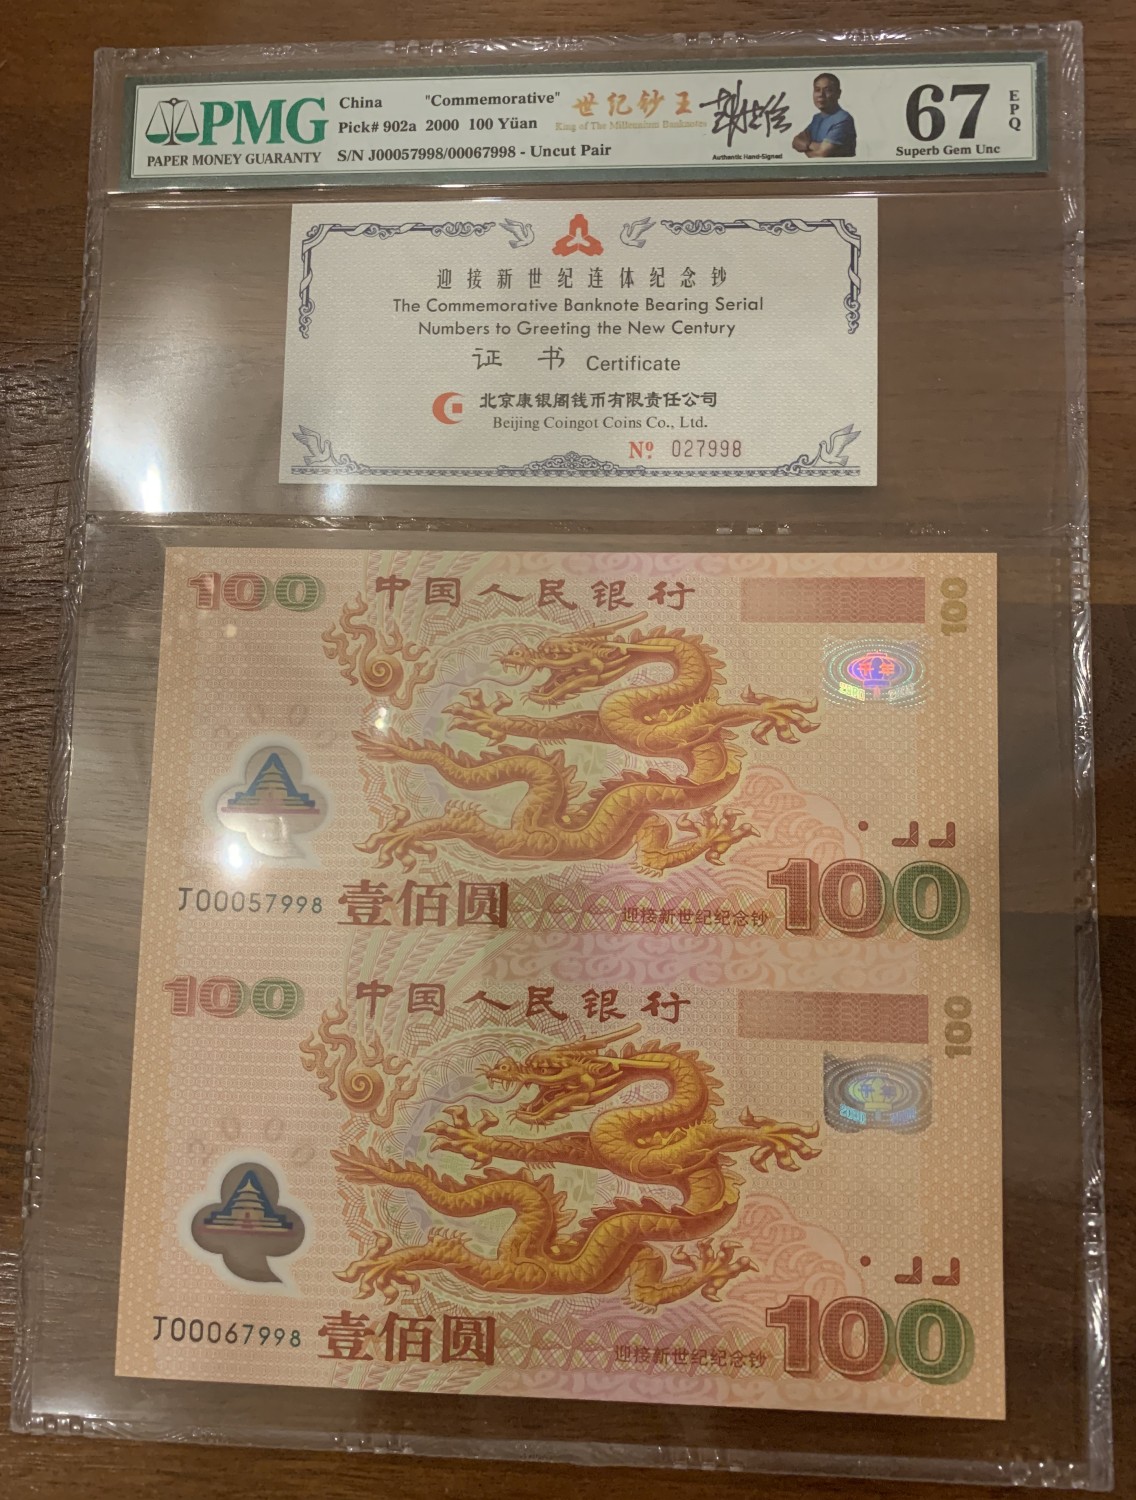 PMG
PAPER MONEY GUARANTY
China "Commemorative"
Pick# 902a 2000 100 Yüan
S/N J00057998/00067998 - Uncut Pair
世纪钞王
King of The Millennium Banknotes
Authentic Hand-Signed
67
EPQ
Superb Gem Unc
迎接新世纪连体纪念钞
The Commemorative Banknote Bearing Serial
Numbers to Greeting the New Century
证 书 Certificate
北京康银阁钱币有限责任公司
Beijing Coingot Coins Co., Ltd.
Nº 027998
100 中国人民银行 100
千年
J00057998 壹佰圆 迎接新世纪纪念钞 100
100 中国人民银行 100
千年
J00067998 壹佰圆 迎接新世纪纪念钞 100